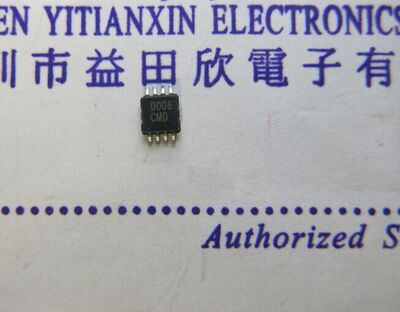 EN YITIANXIN ELECTRONICS
圳市益田欣電子有
D006
CMD
Authorized S